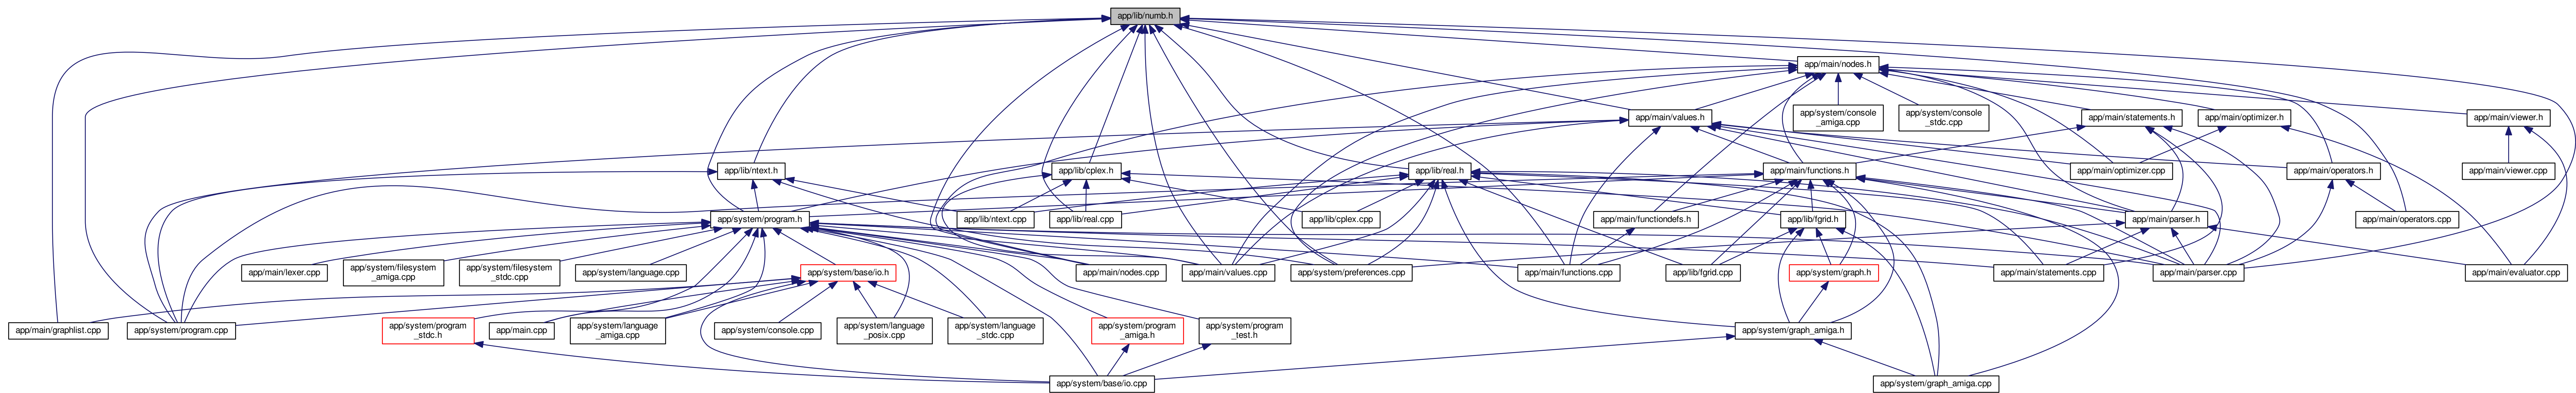 app/lib/numb.h
app/main/nodes.h
app/system/console
_amiga.cpp
app/system/console
_stdc.cpp
app/main/values.h
app/main/statements.h
app/main/optimizer.h
app/main/viewer.h
app/lib/ntext.h
app/lib/cplex.h
app/lib/real.h
app/main/functions.h
app/main/optimizer.cpp
app/main/operators.h
app/main/viewer.cpp
app/system/program.h
app/lib/ntext.cpp
app/lib/real.cpp
app/lib/cplex.cpp
app/main/functiondefs.h
app/lib/fgrid.h
app/main/parser.h
app/main/operators.cpp
app/main/lexer.cpp
app/system/filesystem
_amiga.cpp
app/system/filesystem
_stdc.cpp
app/system/language.cpp
app/system/base/io.h
app/main/nodes.cpp
app/main/values.cpp
app/system/preferences.cpp
app/main/functions.cpp
app/lib/fgrid.cpp
app/system/graph.h
app/main/statements.cpp
app/main/parser.cpp
app/main/evaluator.cpp
app/main/graphlist.cpp
app/system/program.cpp
app/system/program
_stdc.h
app/main.cpp
app/system/language
_amiga.cpp
app/system/console.cpp
app/system/language
_posix.cpp
app/system/language
_stdc.cpp
app/system/program
_amiga.h
app/system/program
_test.h
app/system/graph_amiga.h
app/system/base/io.cpp
app/system/graph_amiga.cpp